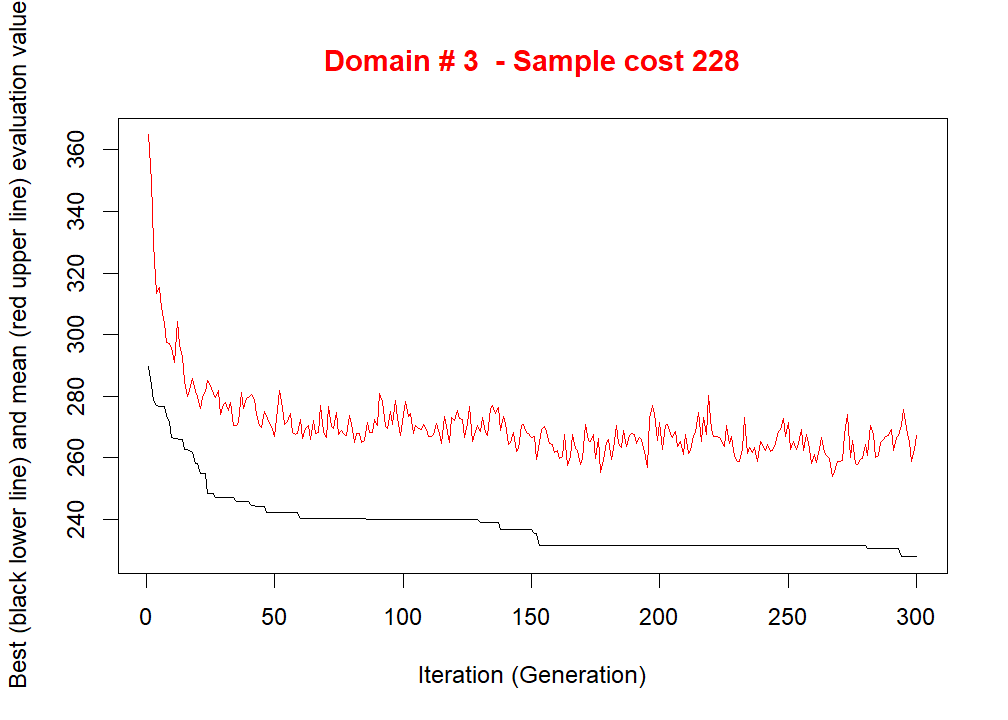 Domain # 3  - Sample cost 228
Best (black lower line) and mean (red upper line) evaluation value
360
340
320
300
280
260
240
0 50 100 150 200 250 300
Iteration (Generation)